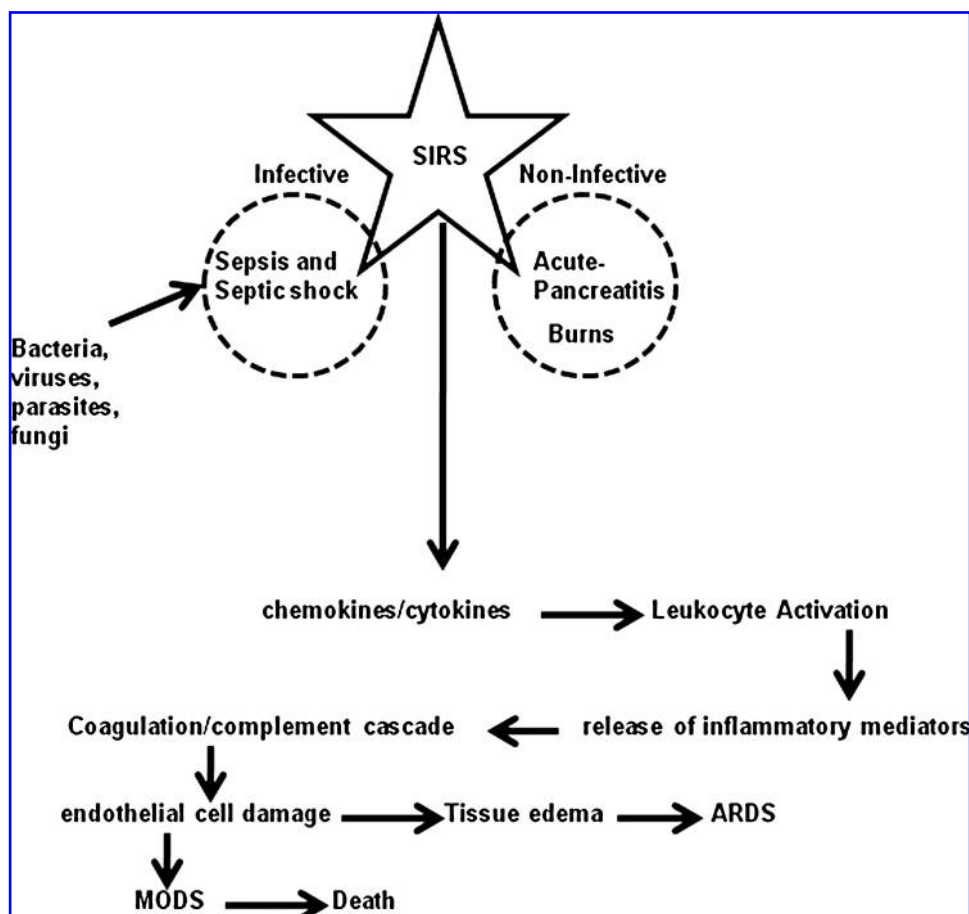 SIRS
Infective
Non-Infective
Sepsis and
Septic shock
Acute-
Pancreatitis
Burns
Bacteria,
viruses,
parasites,
fungi
chemokines/cytokines
Leukocyte Activation
Coagulation/complement cascade
release of inflammatory mediators
endothelial cell damage
Tissue edema
ARDS
MODS
Death